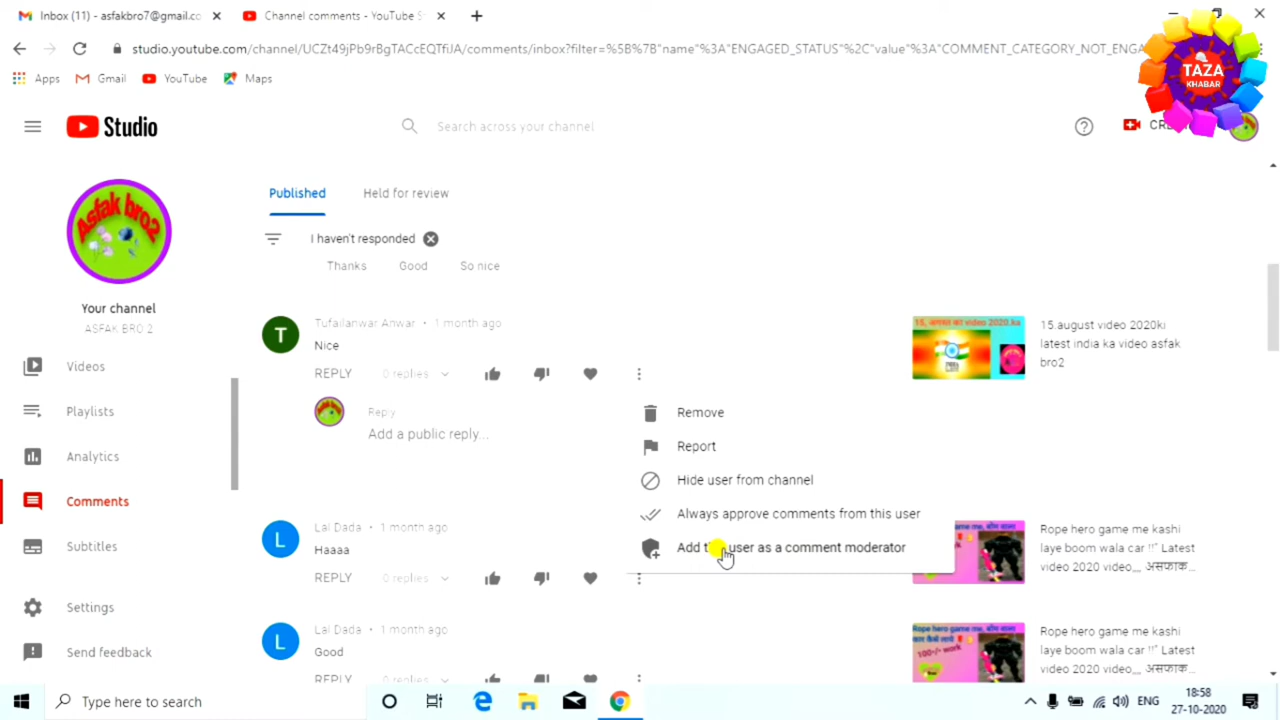 Inbox (11) - asfakbro7@gmail.co
Channel comments - YouTube S
studio.youtube.com/channel/UCZt49jPb9rBgTACcEQTfiJA/comments/inbox?filter=%5B%7B"name"%3A"ENGAGED_STATUS"%2C"value"%3A"COMMENT_CATEGORY_NOT_ENGA
Apps
Gmail
YouTube
Maps
TAZA
KHABAR
Studio
Search across your channel
Asfak bro2
Your channel
ASFAK BRO 2
Videos
Playlists
Analytics
Comments
Subtitles
Settings
Send feedback
Published
Held for review
I haven't responded
Thanks
Good
So nice
T
Tufailanwar Anwar • 1 month ago
Nice
REPLY
0 replies
Reply
Add a public reply...
Remove
Report
Hide user from channel
Always approve comments from this user
user as a comment moderator
15.august video 2020ki
latest india ka video asfak
bro2
L
Lal Dada • 1 month ago
Haaaa
REPLY
0 replies
Rope hero game me kashi
laye boom wala car !!" Latest
video 2020 video,,, असफाक...
L
Lal Dada • 1 month ago
Good
REPLY
0 replies
Rope hero game me kashi
laye boom wala car !!" Latest
video 2020 video,,, असफाक...
Type here to search
ENG
18:58
27-10-2020